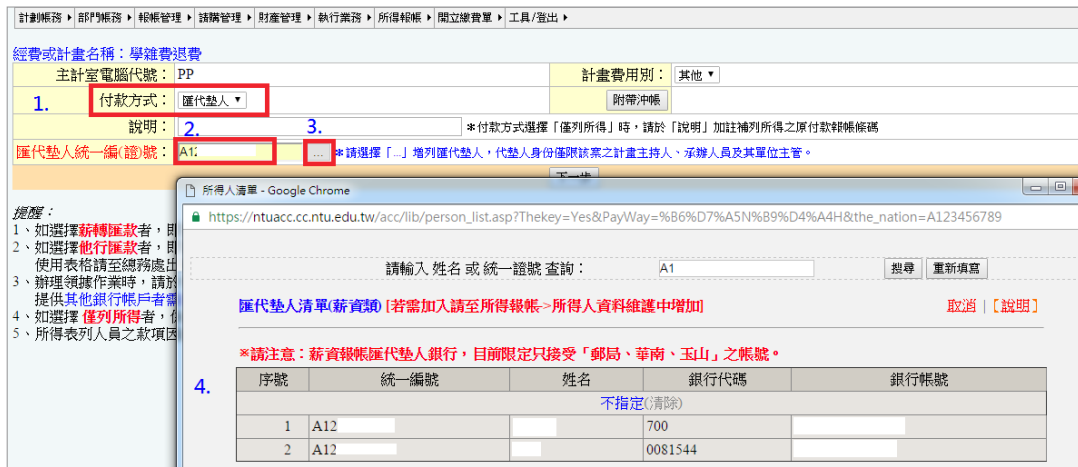 計劃帳務 ▸ 部門帳務 ▸ 報帳管理 ▸ 請購管理 ▸ 財產管理 ▸ 執行業務 ▸ 所得報帳 ▸ 開立繳費單 ▸ 工具/登出 ▸
經費或計畫名稱：學雜費退費
主計室電腦代號： PP 計畫費用別： 其他 ▼
1. 付款方式： 匯代墊人 ▼ 附帶沖帳
說明： 2. 3. *付款方式選擇「僅列所得」時，請於「說明」加註補列所得之原付款報帳條碼
匯代墊人統一編(證)號： A12 ... *請選擇「...」增列匯代墊人，代墊人身份僅限該案之計畫主持人、承辦人員及其單位主管。
下一步
所得人清單 - Google Chrome
https://ntuacc.cc.ntu.edu.tw/acc/lib/person_list.asp?Thekey=Yes&PayWay=%B6%D7%A5N%B9%D4%A4H&the_nation=A123456789
提醒：
1、如選擇薪轉匯款者，即
2、如選擇他行匯款者，即
使用表格請至總務處出
3、辦理領據作業時，請於
提供其他銀行帳戶者需
4、如選擇 僅列所得者，
5、所得表列人員之款項因
請輸入 姓名 或 統一證號 查詢： A1 搜尋 重新填寫
匯代墊人清單(薪資類) [若需加入請至所得報帳->所得人資料維護中增加] 取消 | [ 說明 ]
*請注意：薪資報帳匯代墊人銀行，目前限定只接受「郵局、華南、玉山」之帳號。
4.
序號 統一編號 姓名 銀行代碼 銀行帳號
不指定(清除)
1 A12 700
2 A12 0081544